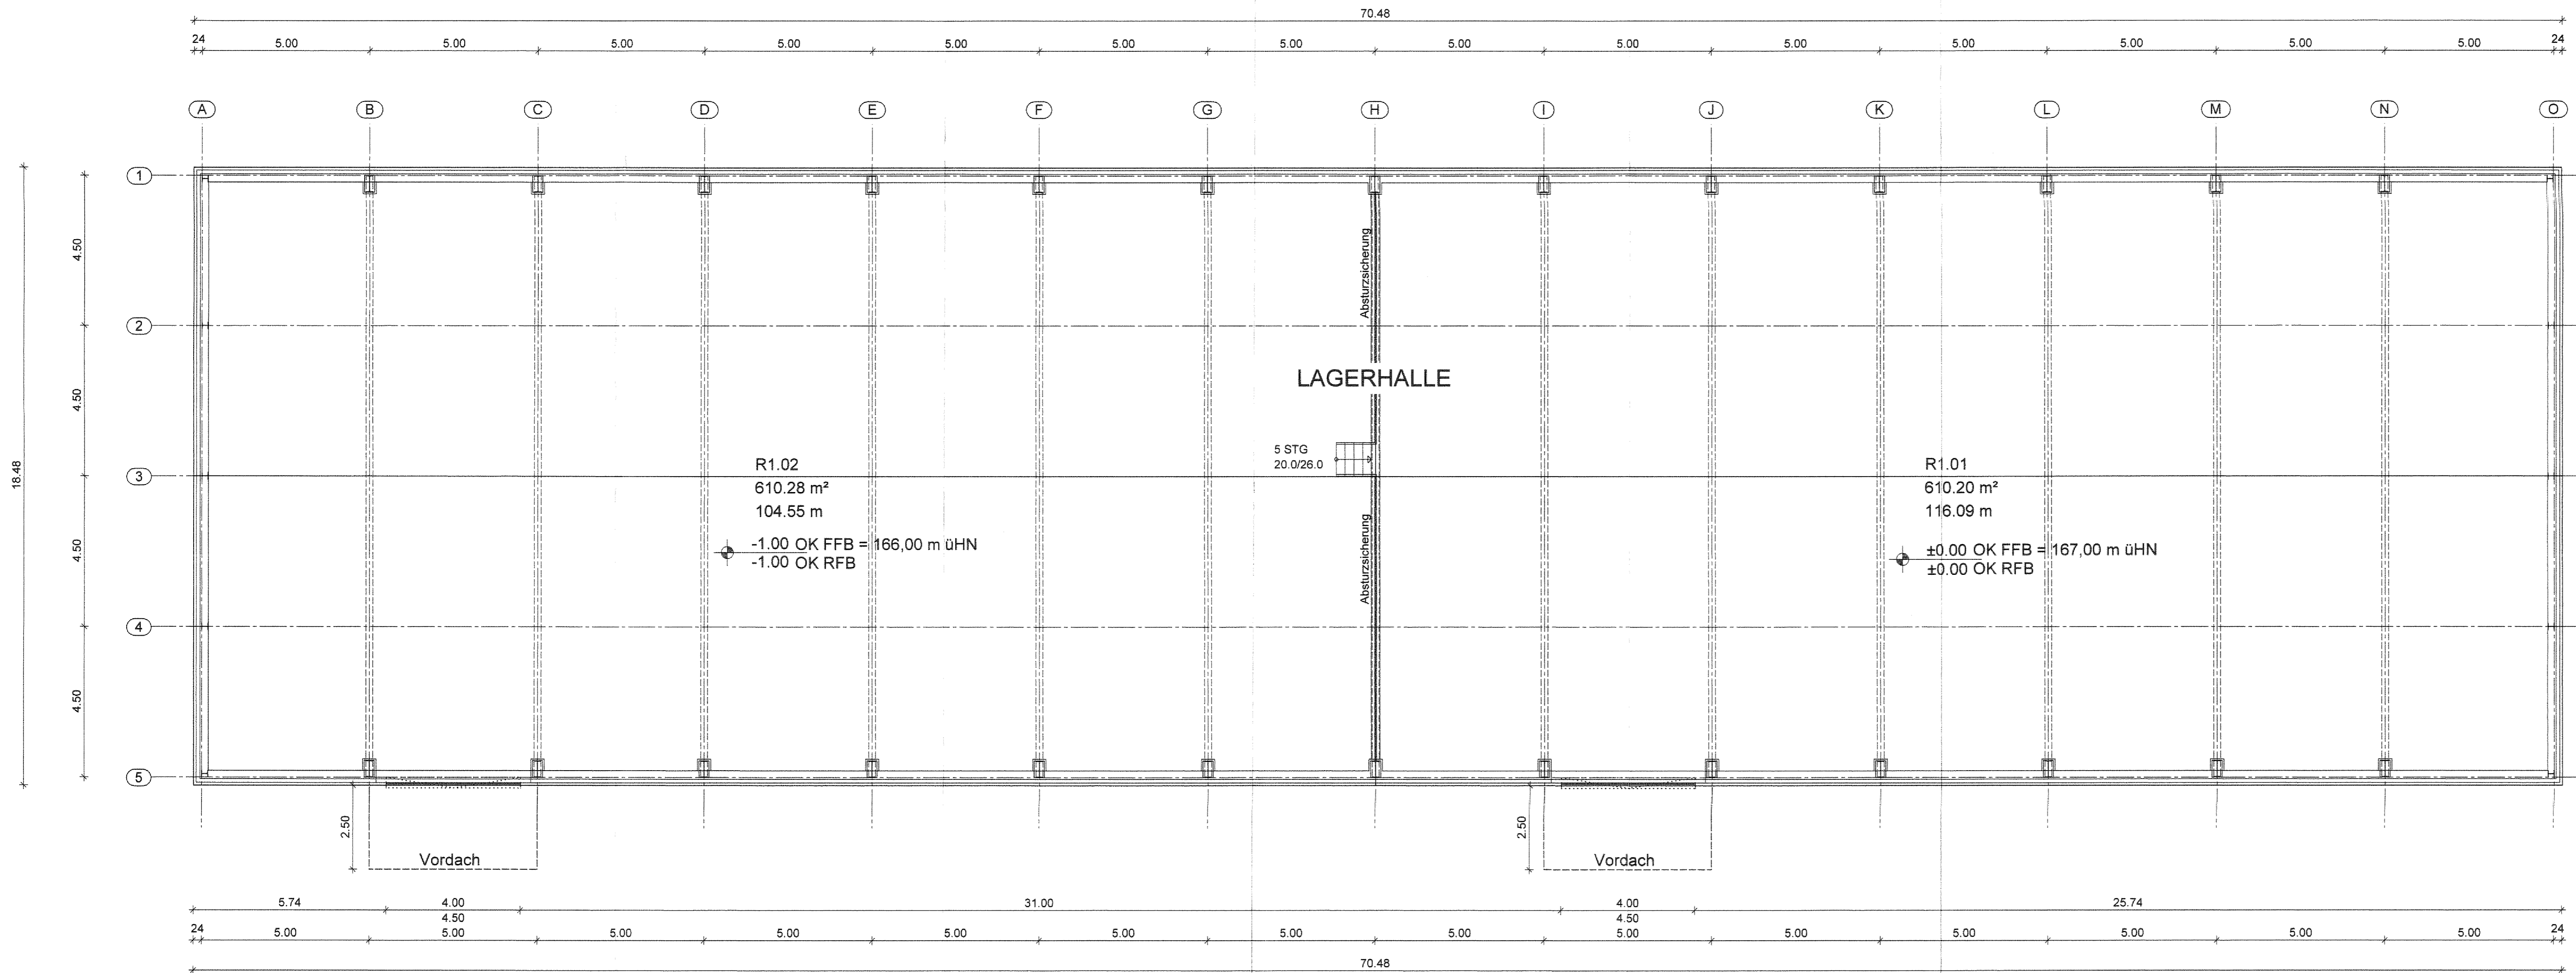 70.48
24 5.00 5.00 5.00 5.00 5.00 5.00 5.00 5.00 5.00 5.00 5.00 5.00 5.00 5.00 24
A B C D E F G H I J K L M N O
1
4.50
Absturzsicherung
2
4.50
LAGERHALLE
18.48
5 STG
20.0/26.0
3
R1.02
610.28 m²
104.55 m
-1.00 OK FFB = 166,00 m üHN
-1.00 OK RFB
R1.01
610.20 m²
116.09 m
±0.00 OK FFB = 167,00 m üHN
±0.00 OK RFB
4.50
Absturzsicherung
4
4.50
5
2.50
Vordach
2.50
Vordach
5.74 4.00 31.00 4.00 25.74
4.50 4.50
24 5.00 5.00 5.00 5.00 5.00 5.00 5.00 5.00 5.00 5.00 5.00 5.00 5.00 5.00 24
70.48